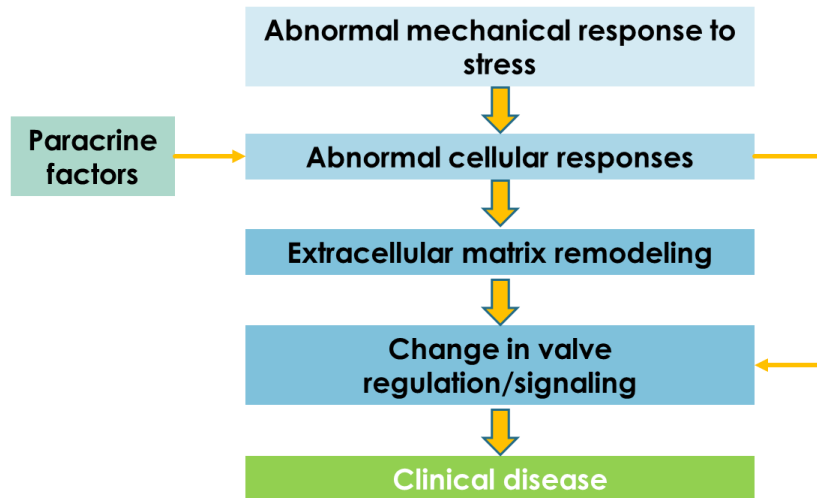 Abnormal mechanical response to
stress
Paracrine
factors
Abnormal cellular responses
Extracellular matrix remodeling
Change in valve
regulation/signaling
Clinical disease